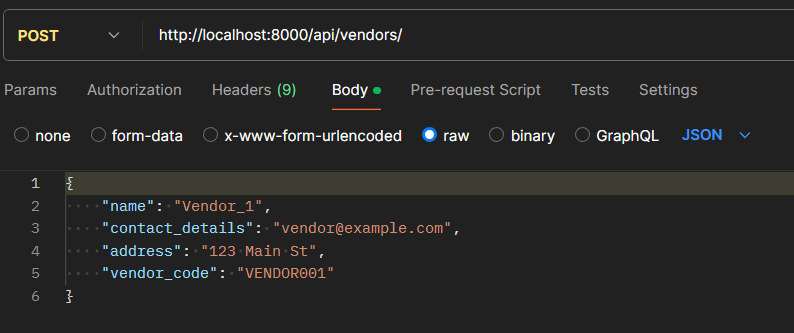 POST http://localhost:8000/api/vendors/
Params Authorization Headers (9) Body Pre-request Script Tests Settings
none form-data x-www-form-urlencoded raw binary GraphQL JSON
1 {
2 "name": "Vendor_1",
3 "contact_details": "vendor@example.com",
4 "address": "123 Main St",
5 "vendor_code": "VENDOR001"
6 }